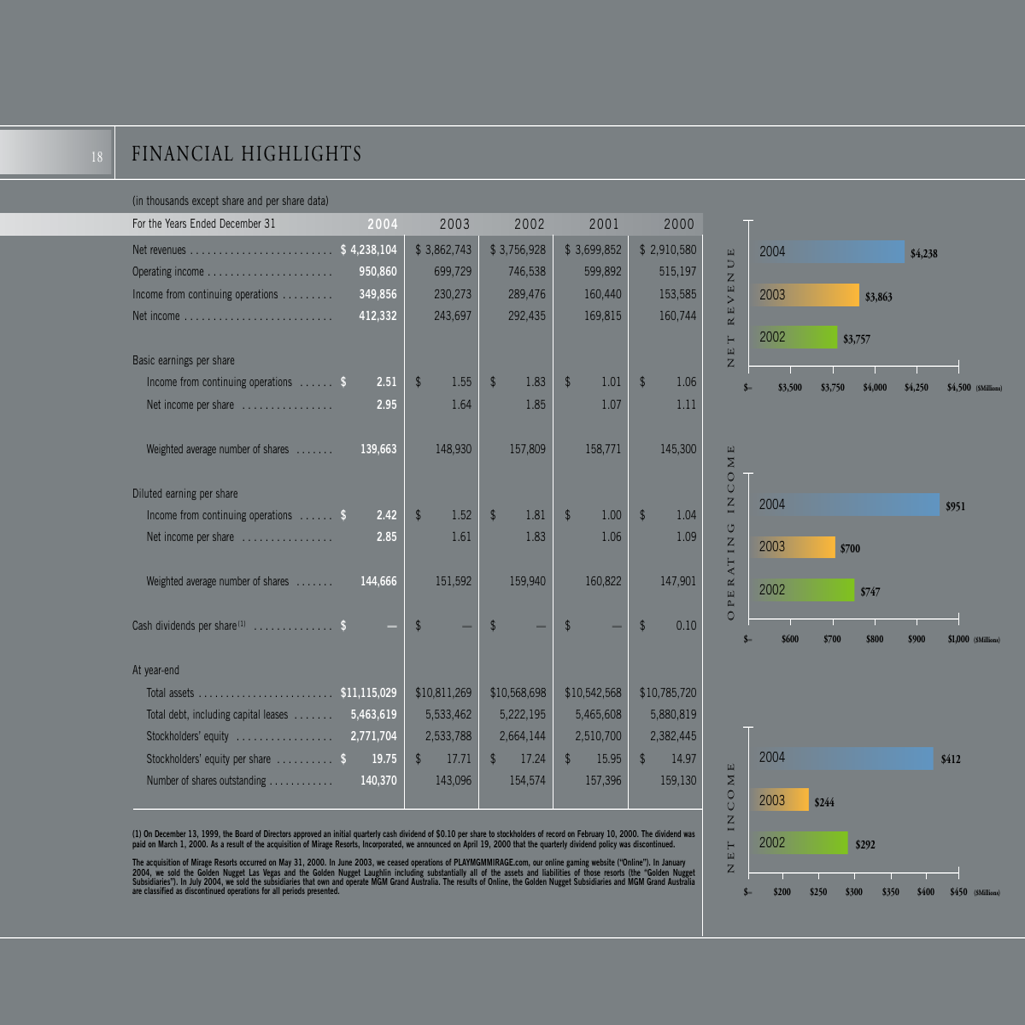 18 FINANCIAL HIGHLIGHTS
(in thousands except share and per share data)
For the Years Ended December 31 2004 2003 2002 2001 2000
Net revenues . . . . . . . . . . . . . . . . . . . . . . . . . $ 4,238,104 $ 3,862,743 $ 3,756,928 $ 3,699,852 $ 2,910,580
Operating income . . . . . . . . . . . . . . . . . . . . . . 950,860 699,729 746,538 599,892 515,197
Income from continuing operations . . . . . . . . . 349,856 230,273 289,476 160,440 153,585
Net income . . . . . . . . . . . . . . . . . . . . . . . . . . 412,332 243,697 292,435 169,815 160,744
Basic earnings per share
Income from continuing operations . . . . . . $ 2.51 $ 1.55 $ 1.83 $ 1.01 $ 1.06
Net income per share . . . . . . . . . . . . . . . . 2.95 1.64 1.85 1.07 1.11
Weighted average number of shares . . . . . . . 139,663 148,930 157,809 158,771 145,300
Diluted earning per share
Income from continuing operations . . . . . . $ 2.42 $ 1.52 $ 1.81 $ 1.00 $ 1.04
Net income per share . . . . . . . . . . . . . . . . 2.85 1.61 1.83 1.06 1.09
Weighted average number of shares . . . . . . . 144,666 151,592 159,940 160,822 147,901
Cash dividends per share(1) . . . . . . . . . . . . . . $ — $ — $ — $ — $ 0.10
At year-end
Total assets . . . . . . . . . . . . . . . . . . . . . . . . $11,115,029 $10,811,269 $10,568,698 $10,542,568 $10,785,720
Total debt, including capital leases . . . . . . . 5,463,619 5,533,462 5,222,195 5,465,608 5,880,819
Stockholders' equity . . . . . . . . . . . . . . . . . 2,771,704 2,533,788 2,664,144 2,510,700 2,382,445
Stockholders' equity per share . . . . . . . . . . $ 19.75 $ 17.71 $ 17.24 $ 15.95 $ 14.97
Number of shares outstanding . . . . . . . . . . . . 140,370 143,096 154,574 157,396 159,130
(1) On December 13, 1999, the Board of Directors approved an initial quarterly cash dividend of $0.10 per share to stockholders of record on February 10, 2000. The dividend was
paid on March 1, 2000. As a result of the acquisition of Mirage Resorts, Incorporated, we announced on April 19, 2000 that the quarterly dividend policy was discontinued.
The acquisition of Mirage Resorts occurred on May 31, 2000. In June 2003, we ceased operations of PLAYMGMMIRAGE.com, our online gaming website ("Online"). In January
2004, we sold the Golden Nugget Las Vegas and the Golden Nugget Laughlin including substantially all of the assets and liabilities of those resorts (the "Golden Nugget
Subsidiaries"). In July 2004, we sold the subsidiaries that own and operate MGM Grand Australia. The results of Online, the Golden Nugget Subsidiaries and MGM Grand Australia
are classified as discontinued operations for all periods presented.
NET REVENUE
2004 $4,238
2003 $3,863
2002 $3,757
$– $3,500 $3,750 $4,000 $4,250 $4,500 ($Millions)
OPERATING INCOME
2004 $951
2003 $700
2002 $747
$– $600 $700 $800 $900 $1,000 ($Millions)
NET INCOME
2004 $412
2003 $244
2002 $292
$– $200 $250 $300 $350 $400 $450 ($Millions)